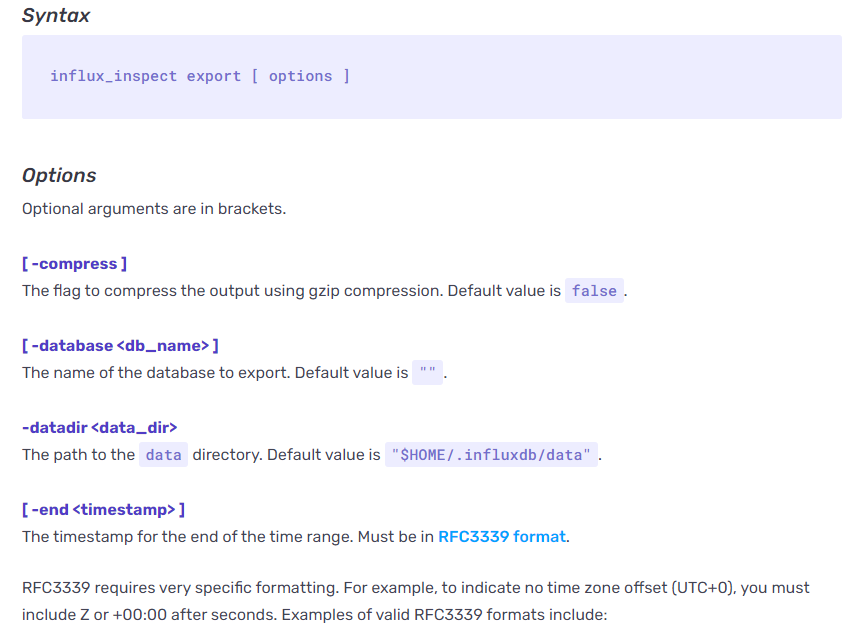 Syntax
influx_inspect export [ options ]
Options
Optional arguments are in brackets.
[ -compress ]
The flag to compress the output using gzip compression. Default value is false .
[ -database <db_name> ]
The name of the database to export. Default value is "" .
-datadir <data_dir>
The path to the data directory. Default value is "$HOME/.influxdb/data" .
[ -end <timestamp> ]
The timestamp for the end of the time range. Must be in RFC3339 format.
RFC3339 requires very specific formatting. For example, to indicate no time zone offset (UTC+0), you must
include Z or +00:00 after seconds. Examples of valid RFC3339 formats include: